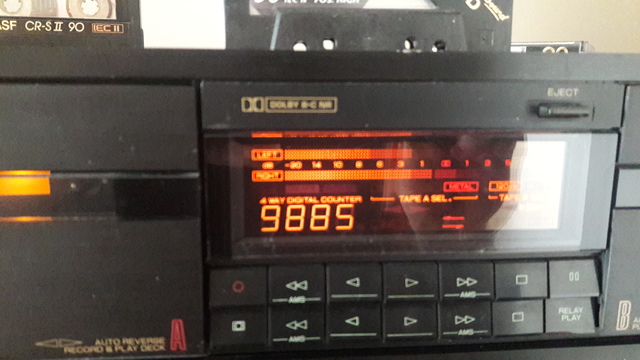 ASF CR-S II 90 IEC II
DOLBY B-C NR
EJECT
LEFT
dB -20 14 10 6 3 1 1 3
RIGHT
METAL
4 WAY DIGITAL COUNTER
TAPE A SEL.
9885
AMS
AMS
AMS
AMS
RELAY
PLAY
AUTO REVERSE
RECORD & PLAY DECK
A
B